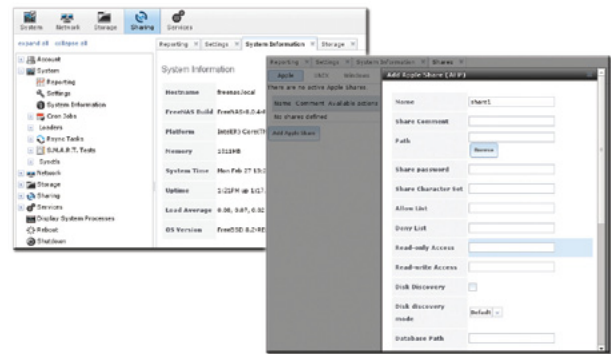 System Network Storage Sharing Services
expand all collapse all
Reporting Settings System Information Storage
Account
System
Reporting
Settings
System Information
Cron Jobs
Loaders
Rsync Tasks
S.M.A.R.T. Tests
Sysctls
Network
Storage
Sharing
Services
Display System Processes
Reboot
Shutdown
System Information
Hostname freenas.local
FreeNAS Build
Platform
Memory
System Time Mon Feb 27
Uptime
Load Average
OS Version
Reporting Settings System Information Shares
Apple UNIX Windows
There are no active Apple Shares
Name Comment Available actions
No shares defined
Add Apple Share
Add Apple Share (AFP)
Name share1
Share Comment
Path
Browse
Share password
Share Character Set
Allow List
Deny List
Read-only Access
Read-write Access
Disk Discovery
Disk discovery mode Default
Database Path